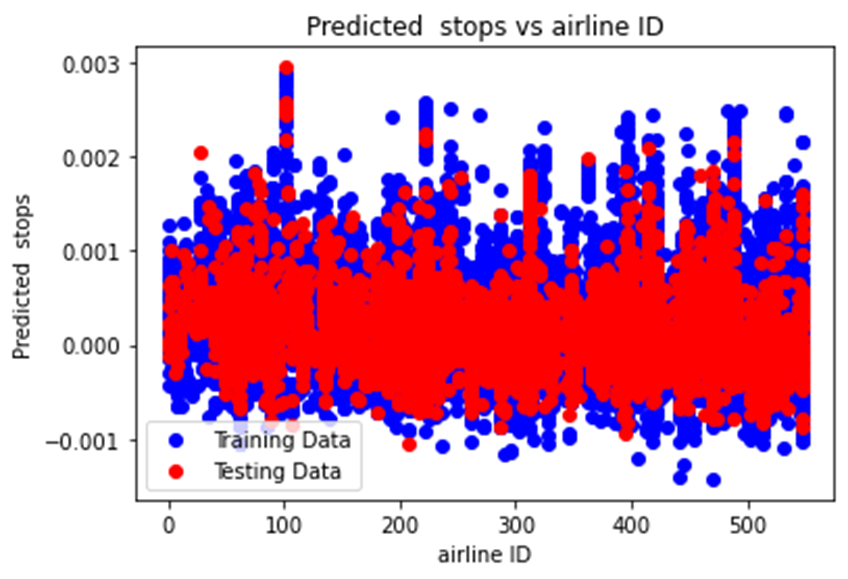 Predicted  stops vs airline ID
0.003
0.002
0.001
0.000
−0.001
Predicted  stops
Training Data
Testing Data
0 100 200 300 400 500
airline ID